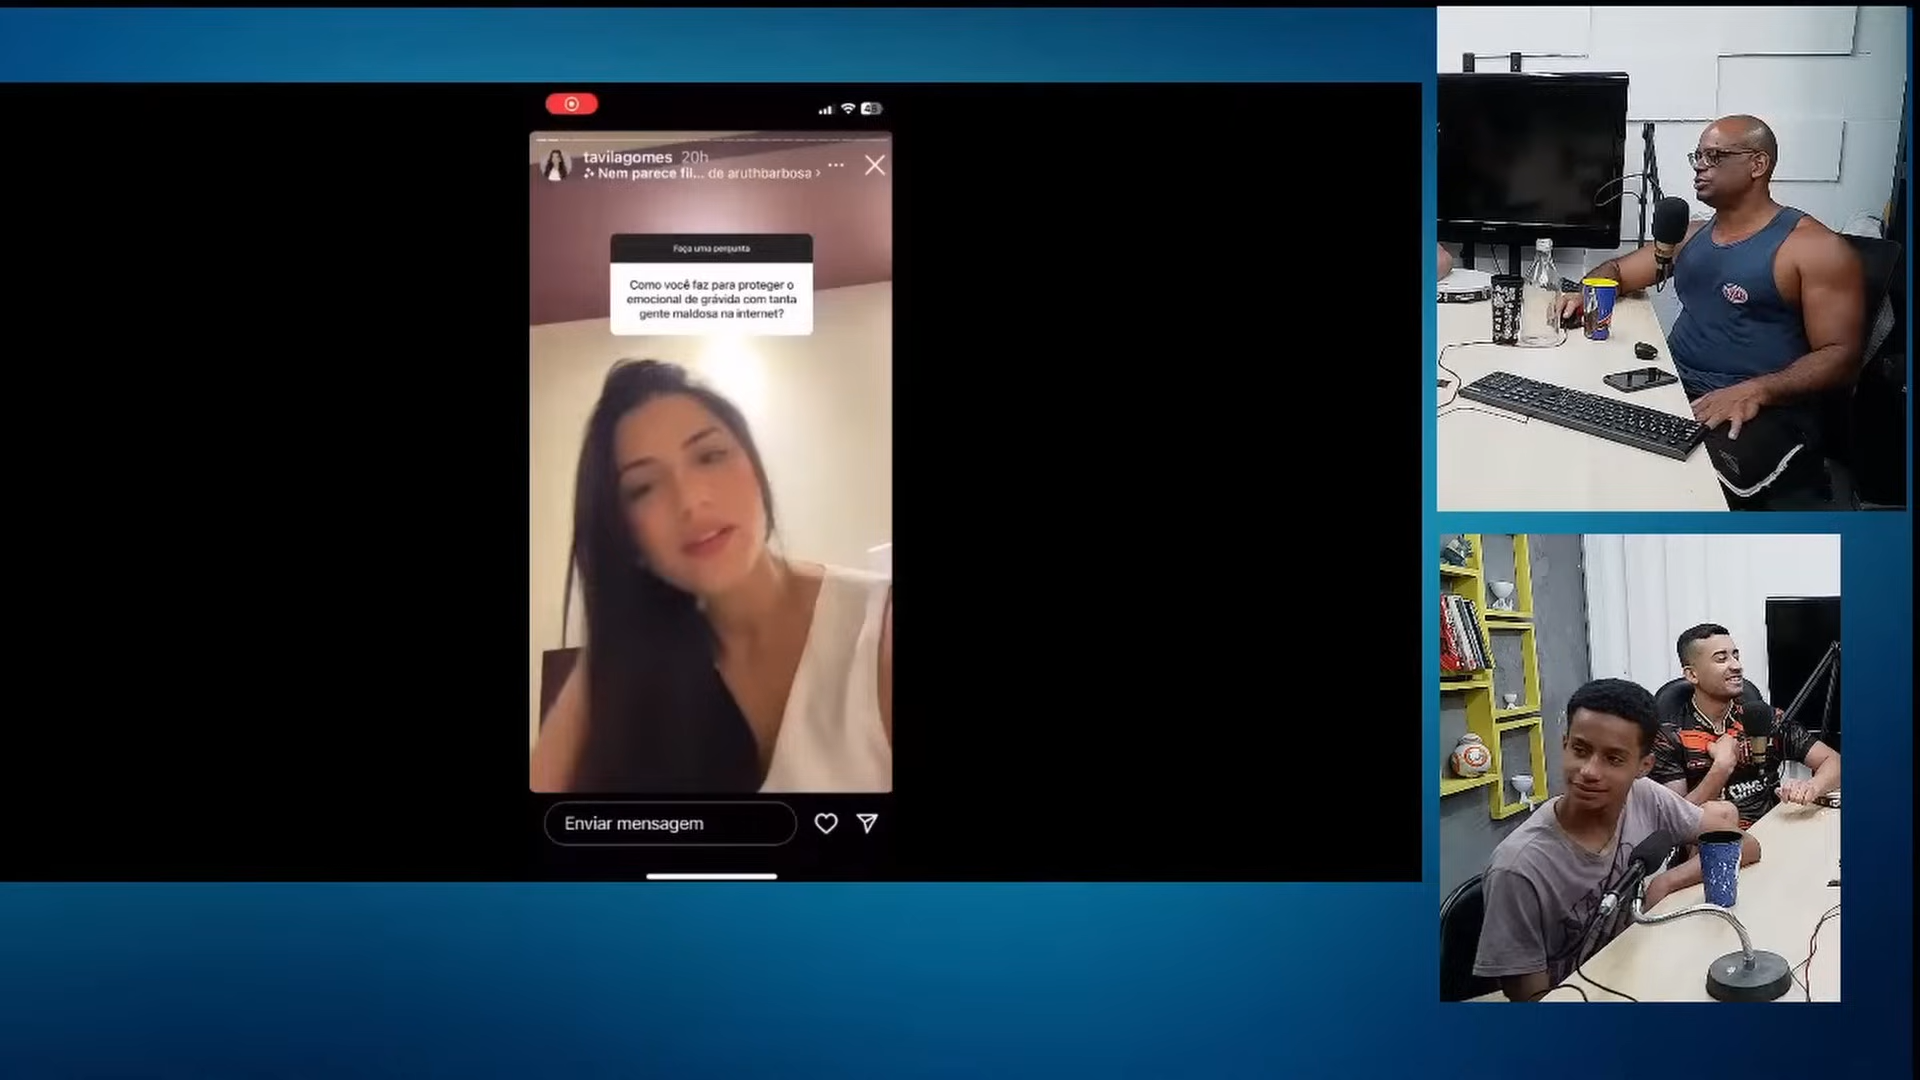 tavilagomes 20h
Nem parece fil... de aruthbarbosa
Faça uma pergunta
Como você faz para proteger o
emocional de grávida com tanta
gente maldosa na internet?
Enviar mensagem